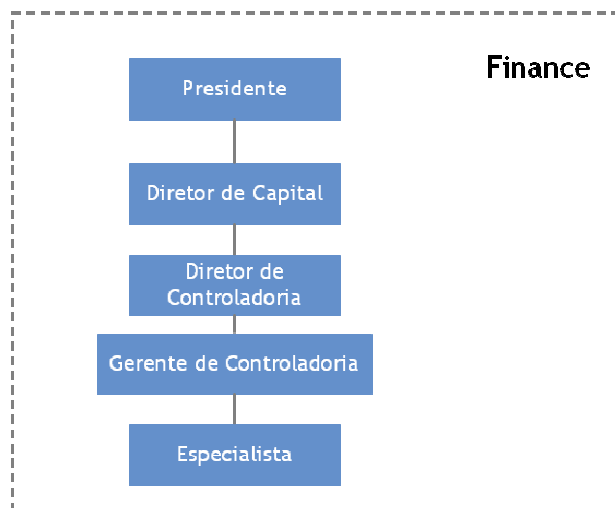 Finance
Presidente
Diretor de Capital
Diretor de
Controladoria
Gerente de Controladoria
Especialista